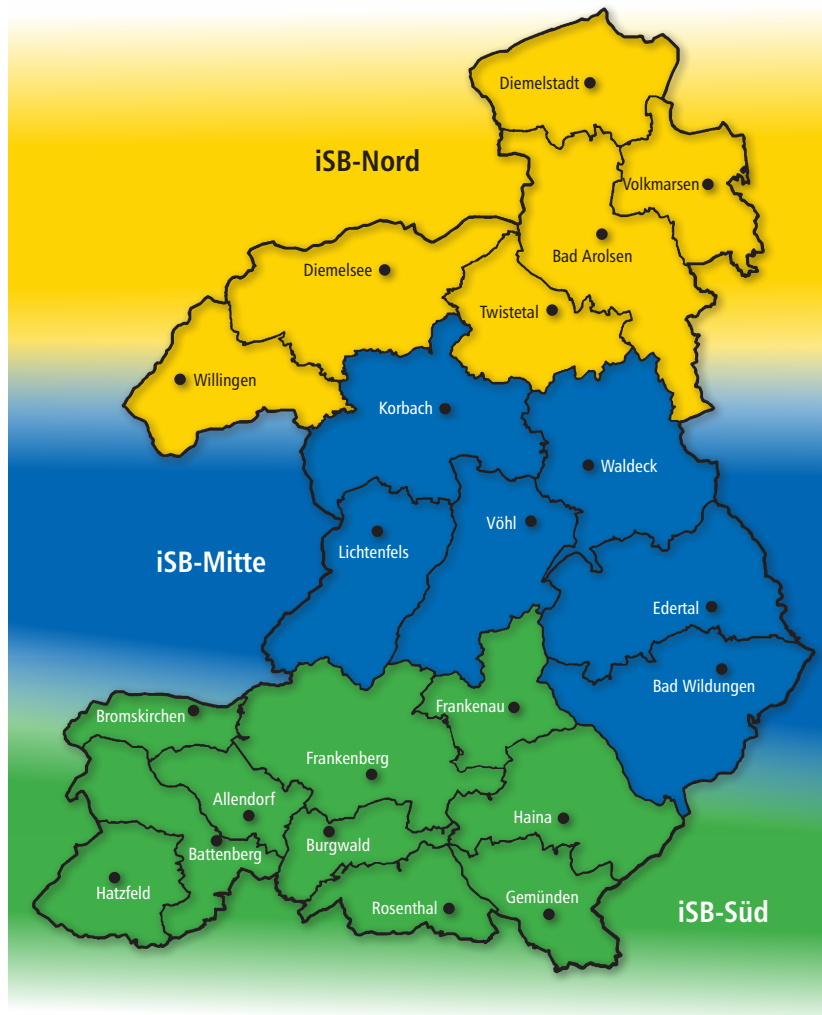 Diemelstadt
iSB-Nord
Volkmarsen
Bad Arolsen
Diemelsee
Twistetal
Willingen
Korbach
Waldeck
Vöhl
Lichtenfels
iSB-Mitte
Edertal
Bad Wildungen
Frankenau
Bromskirchen
Frankenberg
Allendorf
Haina
Burgwald
Battenberg
Hatzfeld
Gemünden
Rosenthal
iSB-Süd